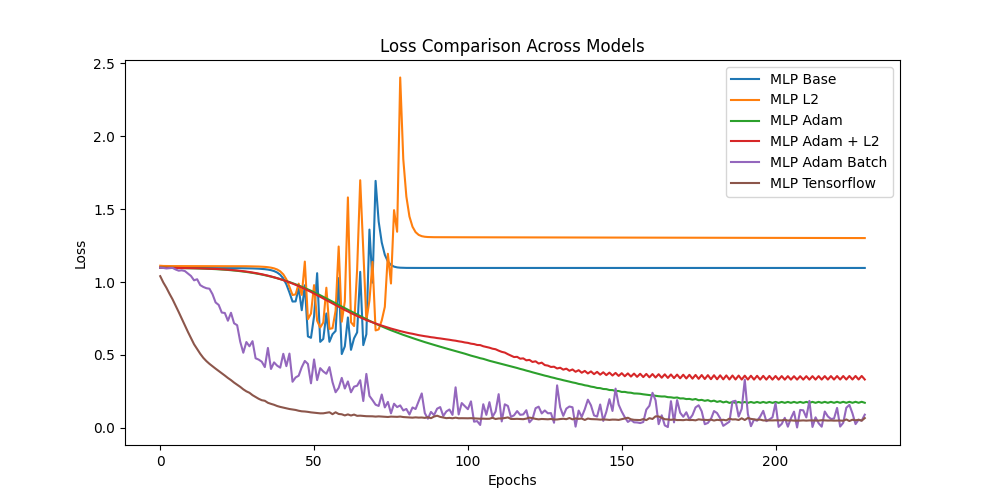 Loss Comparison Across Models
2.5
2.0
1.5
1.0
0.5
0.0
Loss
0
50
100
150
200
Epochs
MLP Base
MLP L2
MLP Adam
MLP Adam + L2
MLP Adam Batch
MLP Tensorflow